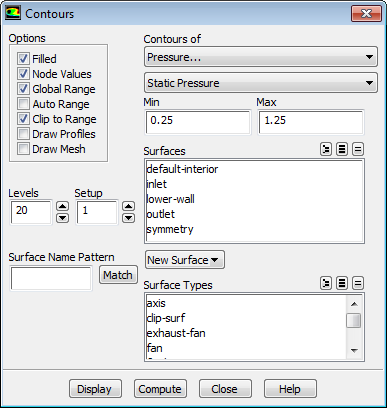 Contours
Options
Filled
Node Values
Global Range
Auto Range
Clip to Range
Draw Profiles
Draw Mesh
Contours of
Pressure...
Static Pressure
Min Max
0.25 1.25
Levels Setup
20 1
Surfaces
default-interior
inlet
lower-wall
outlet
symmetry
Surface Name Pattern
Match
New Surface
Surface Types
axis
clip-surf
exhaust-fan
fan
Display Compute Close Help